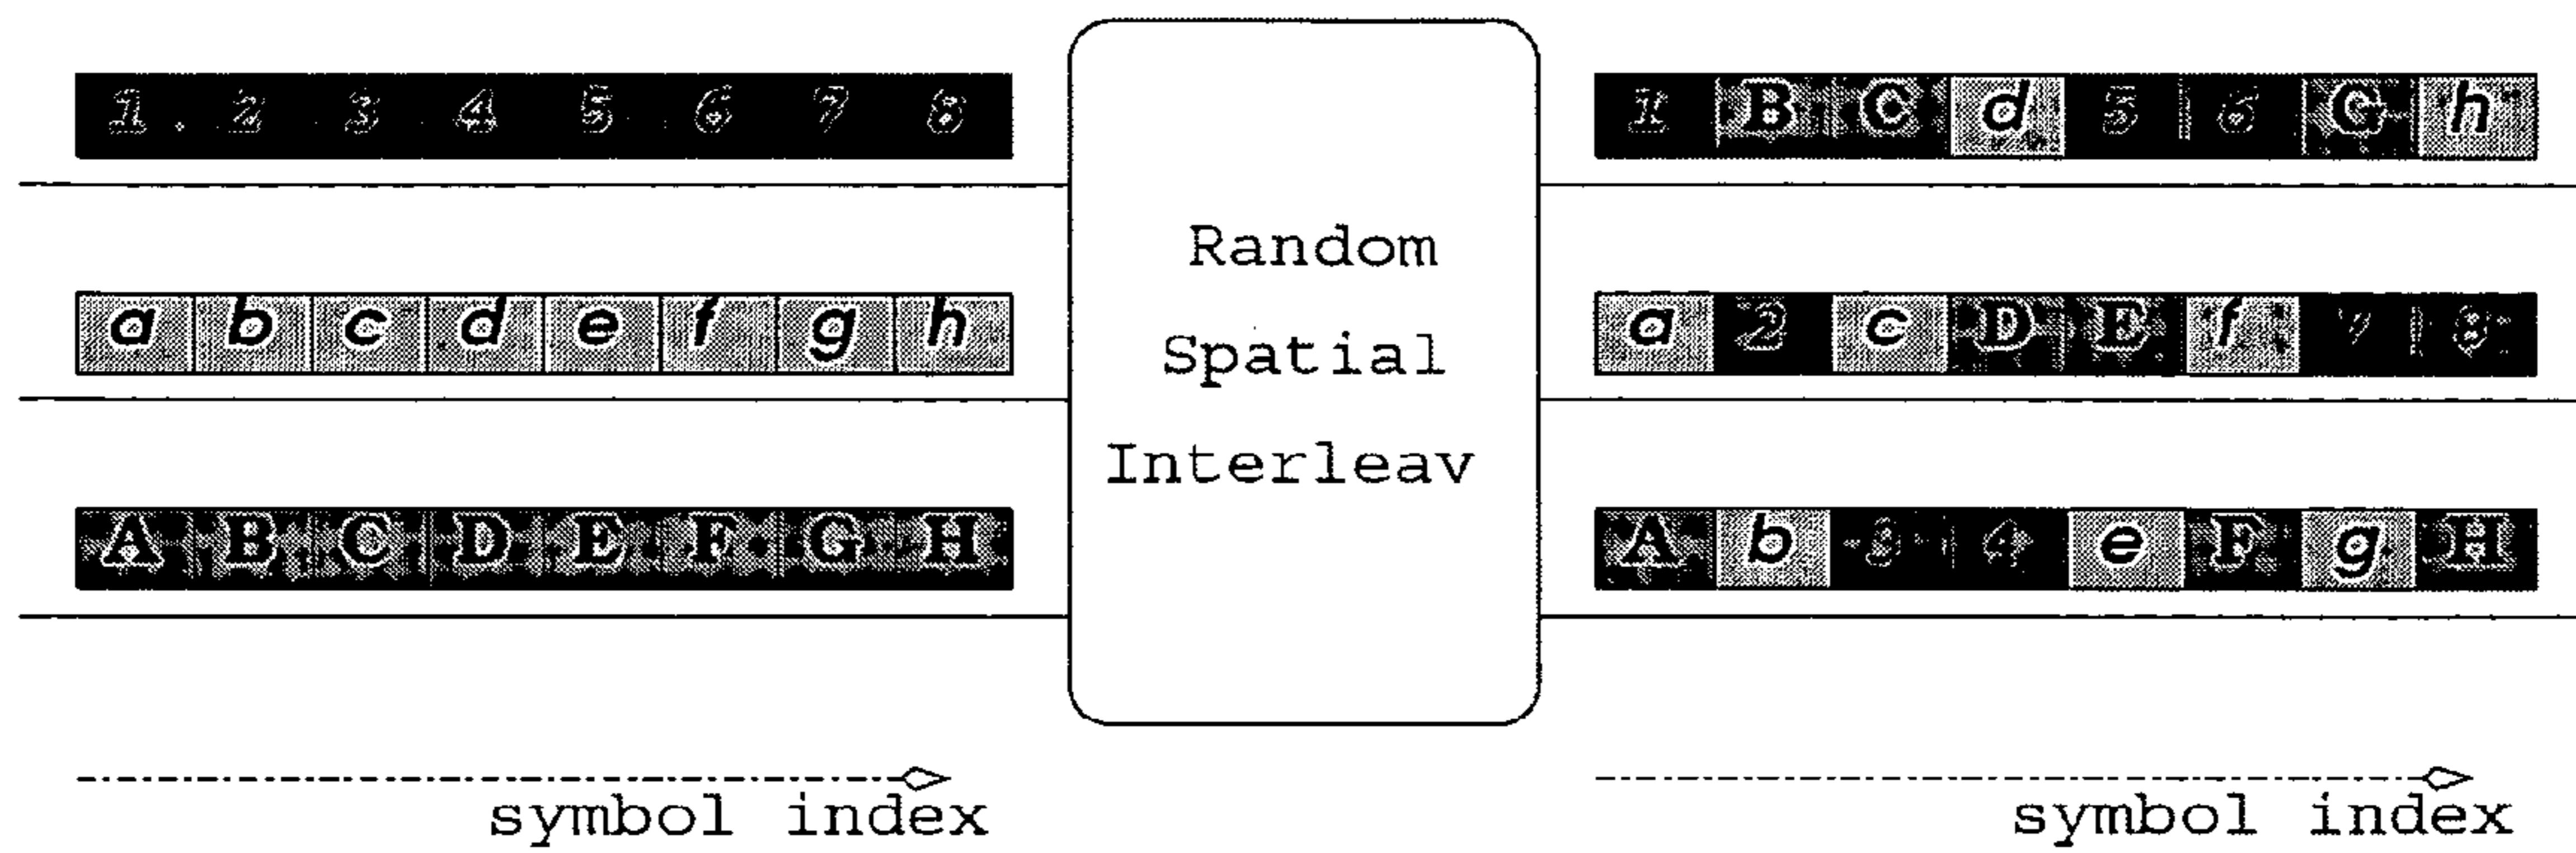 1 2 3 4 5 6 7 8
a b c d e f g h
A B C D E F G H
Random
Spatial
Interleav
1 B C d 5 6 G h
a 2 c D E f 7 8
A b 3 4 e F g H
symbol index
symbol index